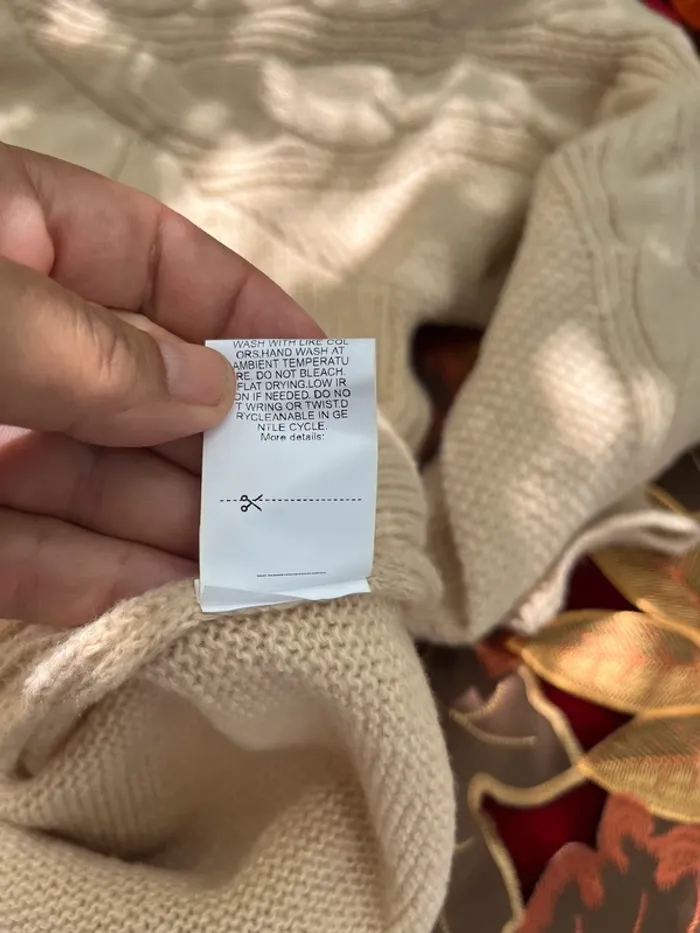 WASH WITH LIKE COL
ORS.HAND WASH AT
AMBIENT TEMPERATU
RE. DO NOT BLEACH.
FLAT DRYING.LOW IR
ON IF NEEDED. DO NO
T WRING OR TWIST.D
RYCLEANABLE IN GE
NTLE CYCLE.
More details: